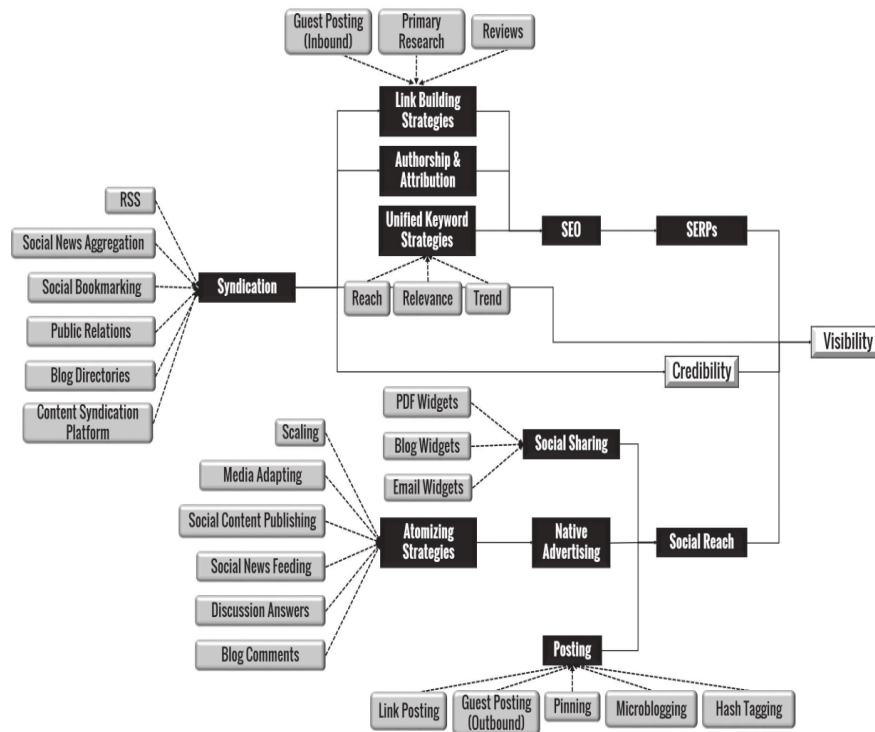 Guest Posting
(Inbound)
Primary
Research
Reviews
Link Building
Strategies
Authorship &
Attribution
RSS
Unified Keyword
Strategies
SEO
SERPs
Social News Aggregation
Syndication
Social Bookmarking
Reach
Relevance
Trend
Public Relations
Visibility
Blog Directories
Credibility
Content Syndication
Platform
PDF Widgets
Scaling
Blog Widgets
Social Sharing
Media Adapting
Email Widgets
Social Content Publishing
Atomizing
Strategies
Native
Advertising
Social Reach
Social News Feeding
Discussion Answers
Blog Comments
Posting
Link Posting
Guest Posting
(Outbound)
Pinning
Microblogging
Hash Tagging